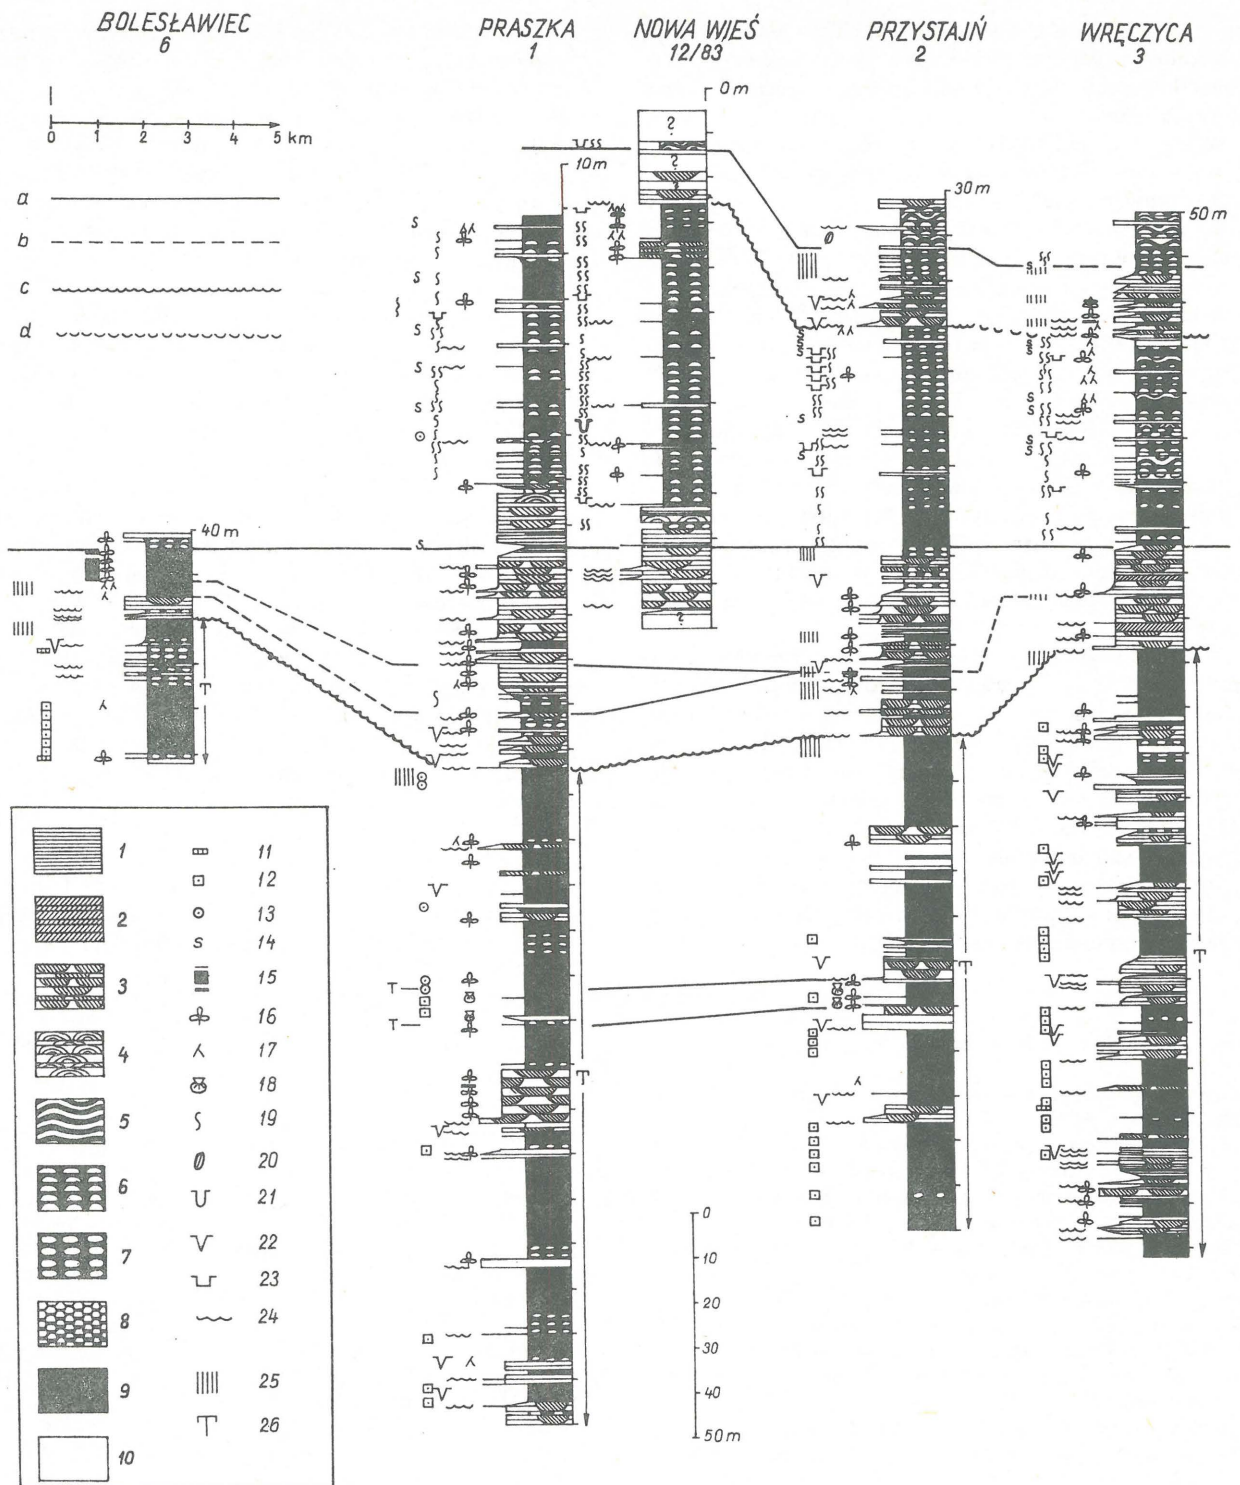 BOLESŁAWIEC
6
PRASZKA
1
NOWA WIEŚ
12/83
PRZYSTAJŃ
2
WRĘCZYCA
3
0 1 2 3 4 5 km
a
b
c
d
0 m
10 m
30 m
50 m
40 m
?
?
?
?
s
s
s
s
s
s
s
T
T
T
T
T
T
1
2
3
4
5
6
7
8
9
10
11
12
13
s 14
15
16
17
18
19
20
21
22
23
24
25
T 26
0
10
20
30
40
50 m